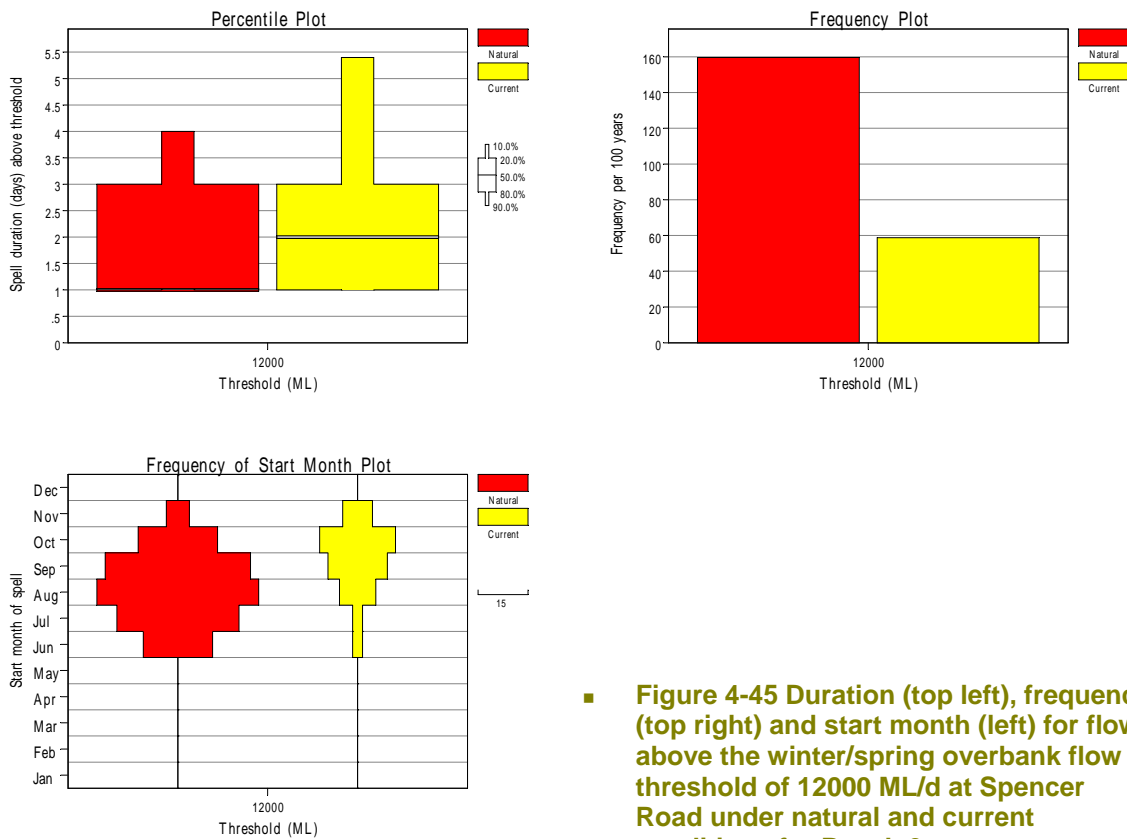 Percentile Plot
Spell duration (days) above threshold
5.5
5
4.5
4
3.5
3
2.5
2
1.5
1
.5
0
12000
Threshold (ML)
Natural
Current
10.0%
20.0%
50.0%
80.0%
90.0%
Frequency Plot
Frequency per 100 years
160
140
120
100
80
60
40
20
0
12000
Threshold (ML)
Natural
Current
Frequency of Start Month Plot
Start month of spell
Dec
Nov
Oct
Sep
Aug
Jul
Jun
May
Apr
Mar
Feb
Jan
12000
Threshold (ML)
Natural
Current
15
▪ Figure 4-45 Duration (top left),
(top right) and start month (left) for
above the winter/spring overbank flow
threshold of 12000 ML/d at Spencer
Road under natural and current